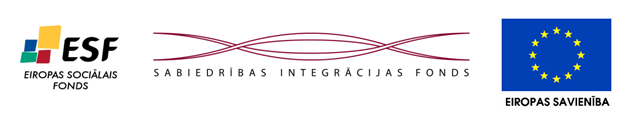 ESF
EIROPAS SOCIĀLAIS
FONDS
SABIEDRĪBAS INTEGRĀCIJAS FONDS
EIROPAS SAVIENĪBA